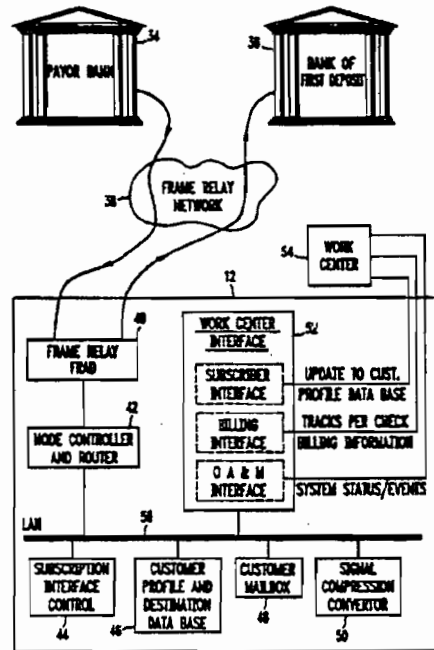 34
36
PAYOR BANK
BANK OF
FIRST DEPOSIT
38
FRAME RELAY
NETWORK
54
WORK
CENTER
12
40
52
FRAME RELAY
FRAD
WORK CENTER
INTERFACE
SUBSCRIBER
INTERFACE
UPDATE TO CUST.
PROFILE DATA BASE
42
MODE CONTROLLER
AND ROUTER
BILLING
INTERFACE
TRACKS PER CHECK
BILLING INFORMATION
O A & M
INTERFACE
SYSTEM STATUS/EVENTS
LAN
58
SUBSCRIPTION
INTERFACE
CONTROL
44
CUSTOMER
PROFILE AND
DESTINATION
DATA BASE
46
CUSTOMER
MAILBOX
48
SIGNAL
COMPRESSION
CONVERTOR
50